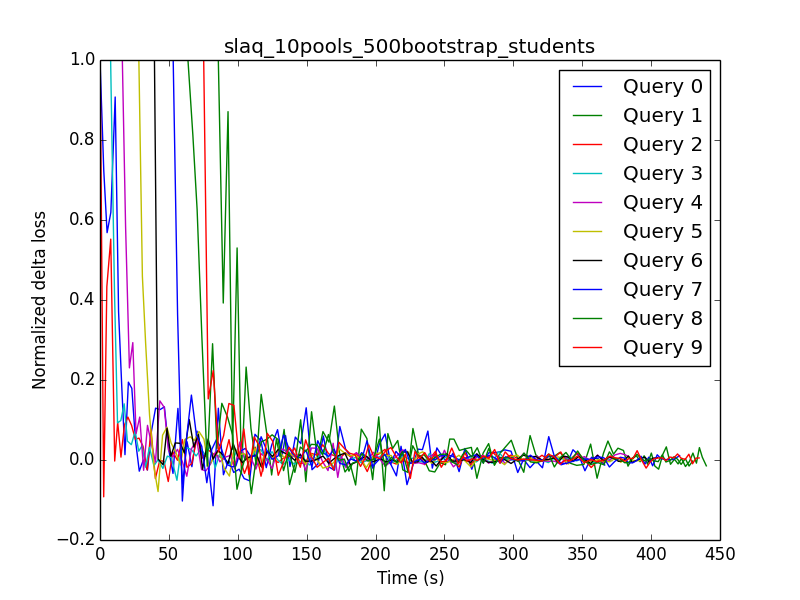 slaq_10pools_500bootstrap_students
1.0
0.8
0.6
0.4
0.2
0.0
−0.2
Normalized delta loss
Query 0
Query 1
Query 2
Query 3
Query 4
Query 5
Query 6
Query 7
Query 8
Query 9
0 50 100 150 200 250 300 350 400 450
Time (s)